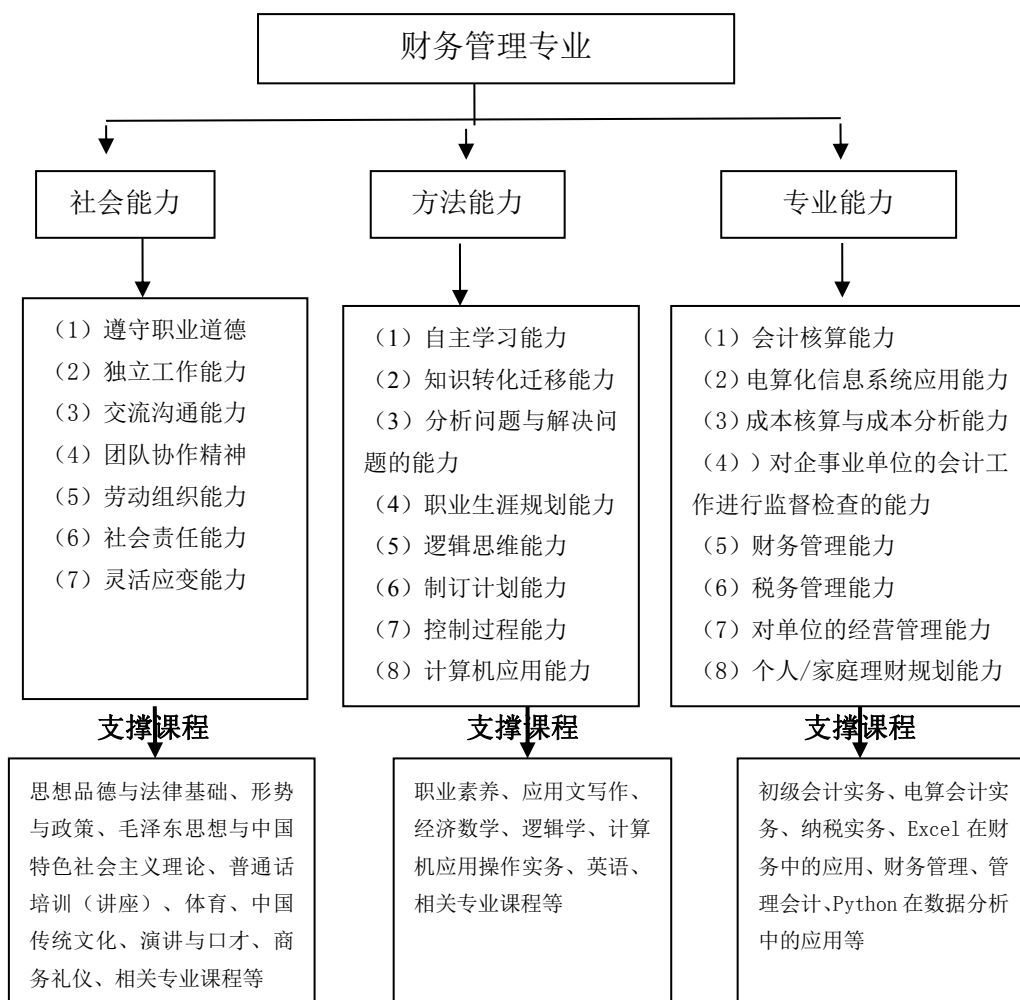 财务管理专业
社会能力
方法能力
专业能力
（1）遵守职业道德
（2）独立工作能力
（3）交流沟通能力
（4）团队协作精神
（5）劳动组织能力
（6）社会责任能力
（7）灵活应变能力
（1）自主学习能力
（2）知识转化迁移能力
（3）分析问题与解决问
题的能力
（4）职业生涯规划能力
（5）逻辑思维能力
（6）制订计划能力
（7）控制过程能力
（8）计算机应用能力
（1）会计核算能力
（2）电算化信息系统应用能力
（3）成本核算与成本分析能力
（4））对企事业单位的会计工
作进行监督检查的能力
（5）财务管理能力
（6）税务管理能力
（7）对单位的经营管理能力
（8）个人/家庭理财规划能力
支撑课程
支撑课程
支撑课程
思想品德与法律基础、形势
与政策、毛泽东思想与中国
特色社会主义理论、普通话
培训（讲座）、体育、中国
传统文化、演讲与口才、商
务礼仪、相关专业课程等
职业素养、应用文写作、
经济数学、逻辑学、计算
机应用操作实务、英语、
相关专业课程等
初级会计实务、电算会计实
务、纳税实务、Excel 在财
务中的应用、财务管理、管
理会计、Python 在数据分析
中的应用等